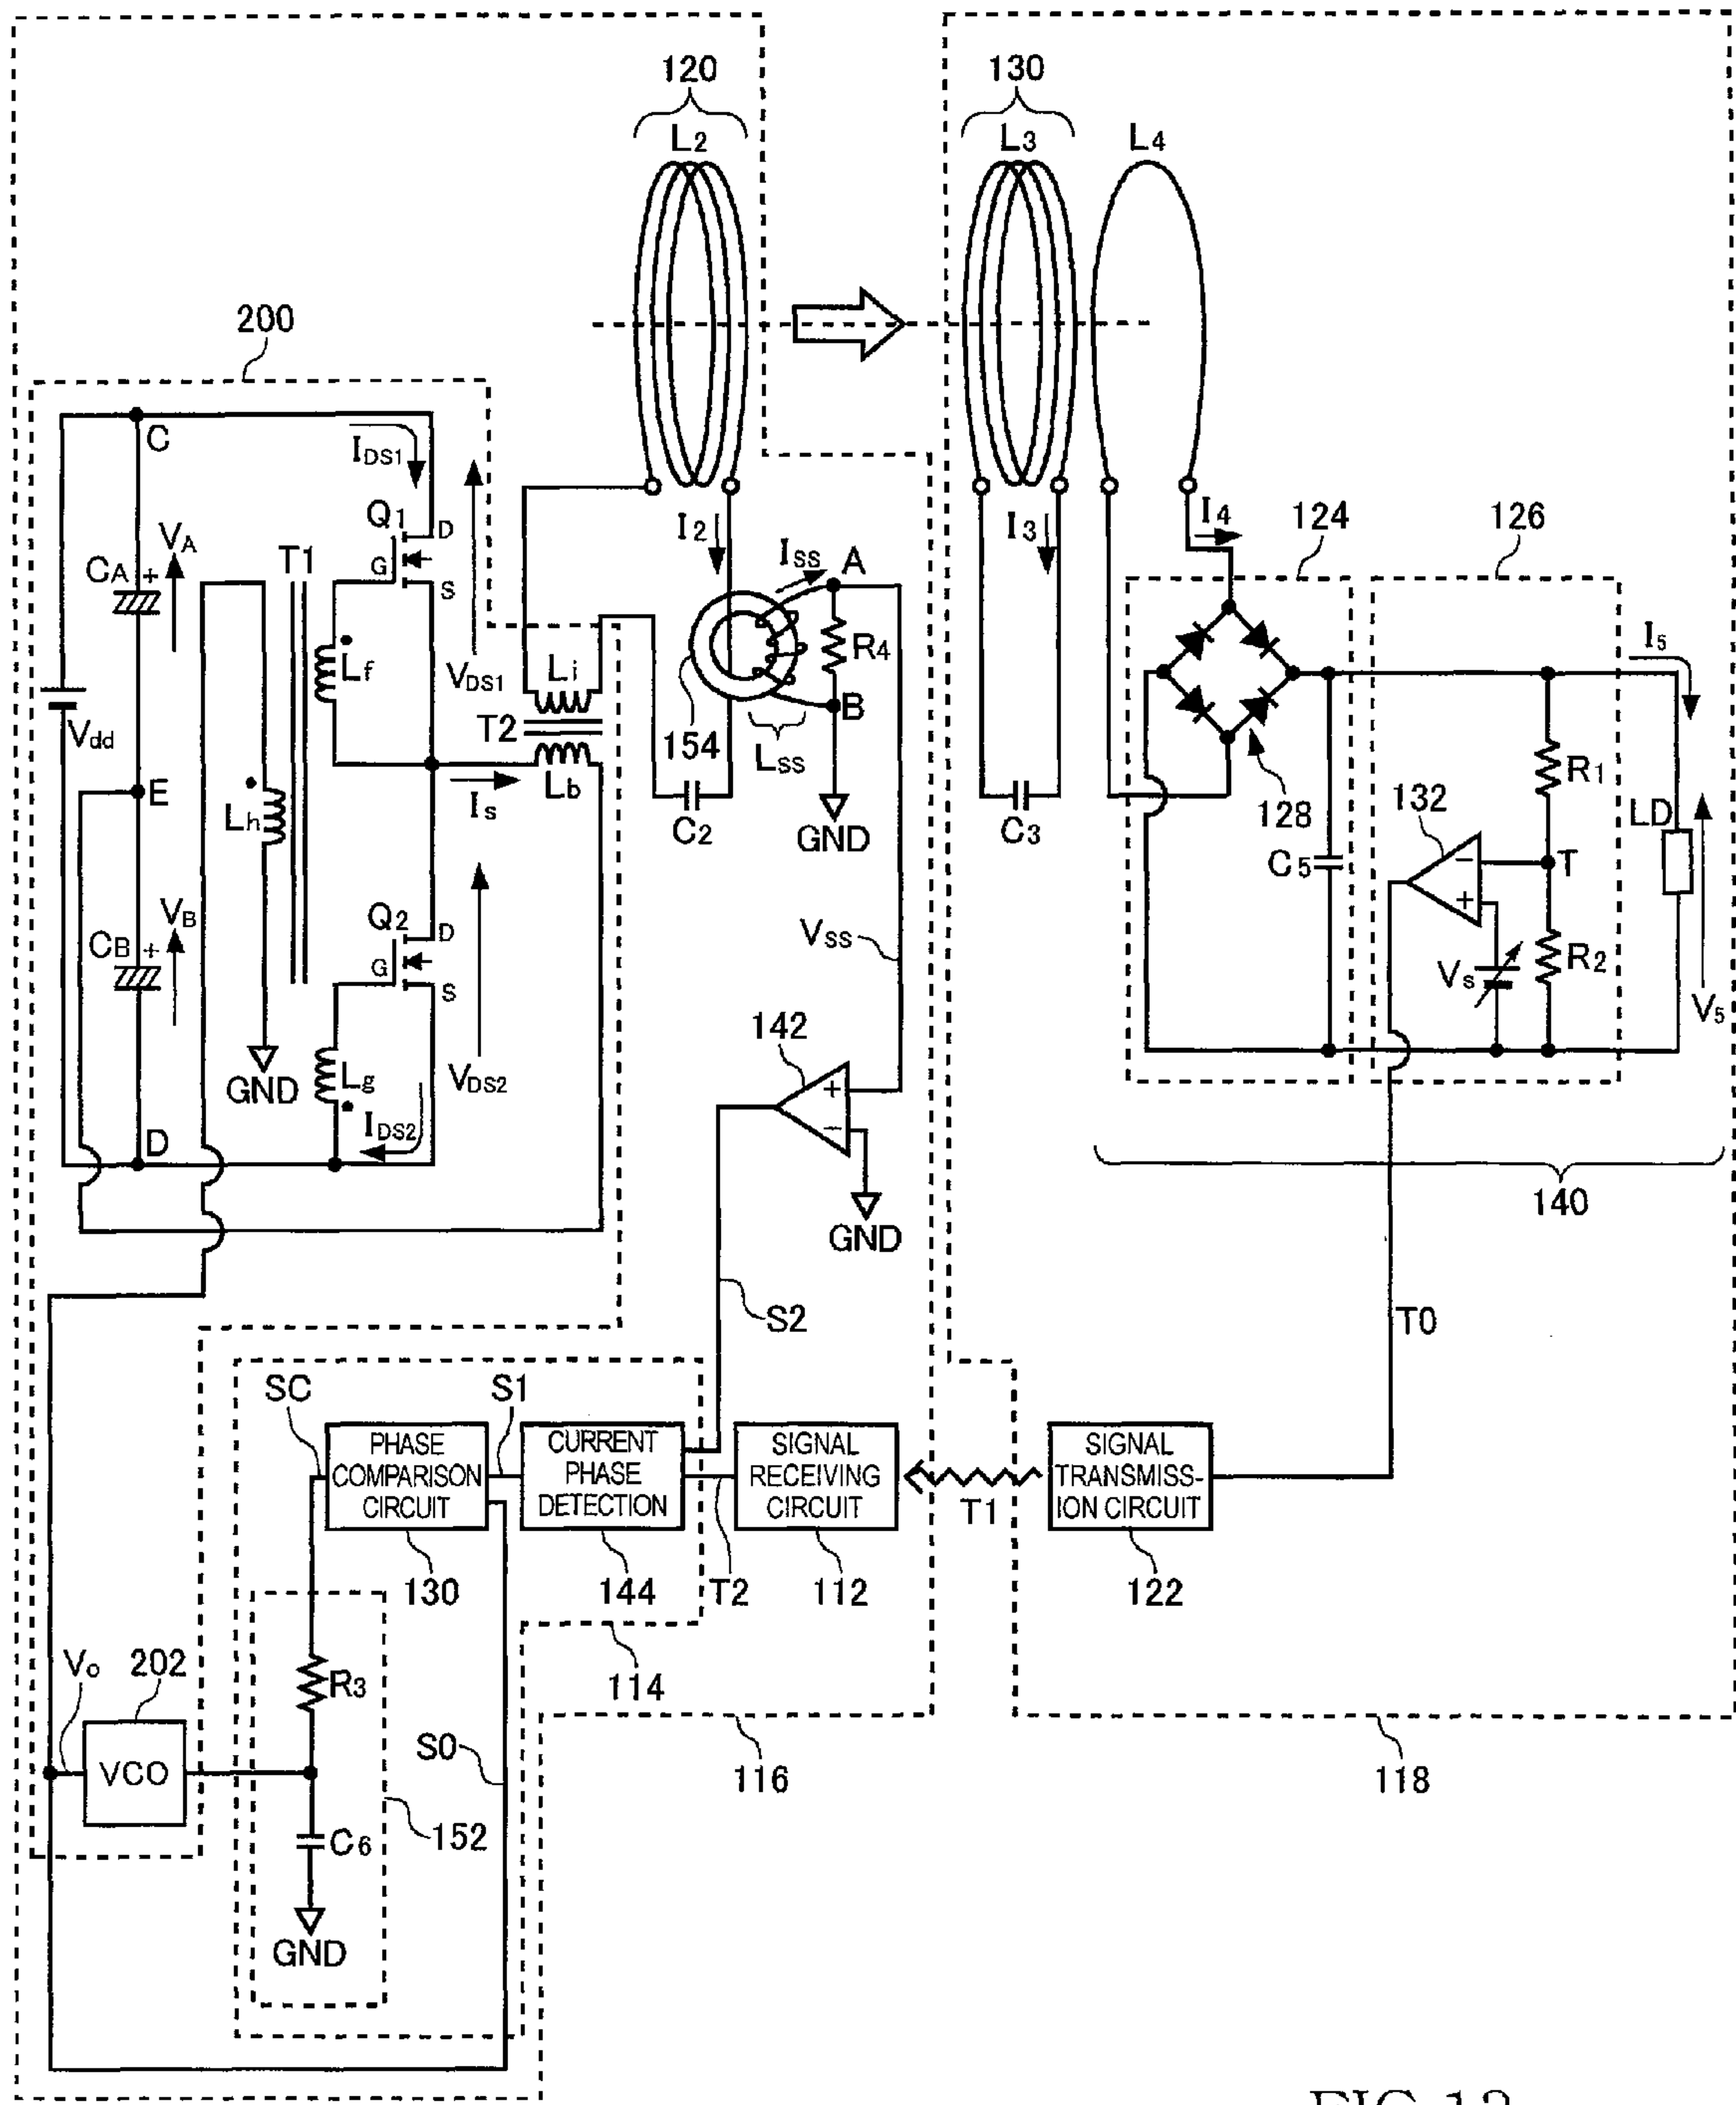 120
130
L2
L3
L4
200
C
IDS1
Q1
D
G
S
VA
CA
+
T1
Lf
VDS1
Vdd
E
Lh
Is
Li
T2
Lb
I2
ISS
A
R4
B
154
LSS
C2
GND
I3
C3
I4
124
126
I5
128
C5
R1
132
LD
−
T
+
Vs
R2
V5
VB
CB
+
Q2
D
G
S
GND
Lg
VDS2
IDS2
D
VSS
142
+
−
GND
140
S2
T0
SC
S1
PHASE
COMPARISON
CIRCUIT
CURRENT
PHASE
DETECTION
SIGNAL
RECEIVING
CIRCUIT
T1
SIGNAL
TRANSMISS-
ION CIRCUIT
130
144
T2
112
122
114
Vo
202
R3
VCO
S0
116
118
C6
152
GND